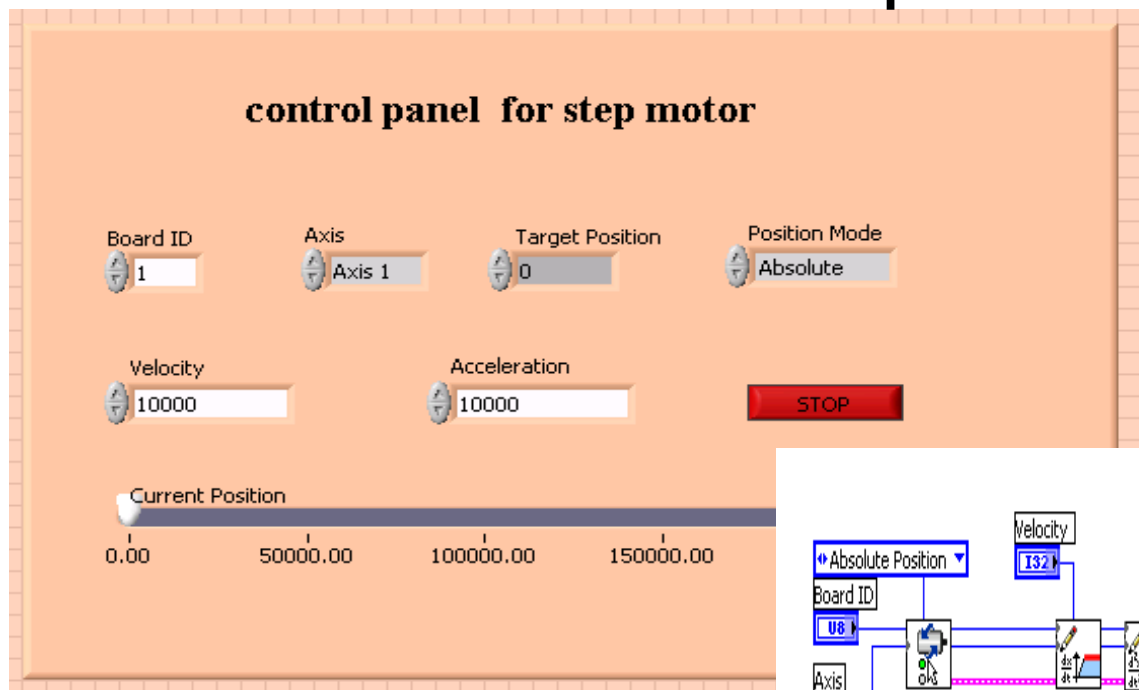 control panel for step motor
Board ID
Axis
Target Position
Position Mode
1
Axis 1
0
Absolute
Velocity
Acceleration
10000
10000
STOP
Current Position
0.00 50000.00 100000.00 150000.00
Velocity
I32
Absolute Position
Board ID
U8
Axis
dx
dt